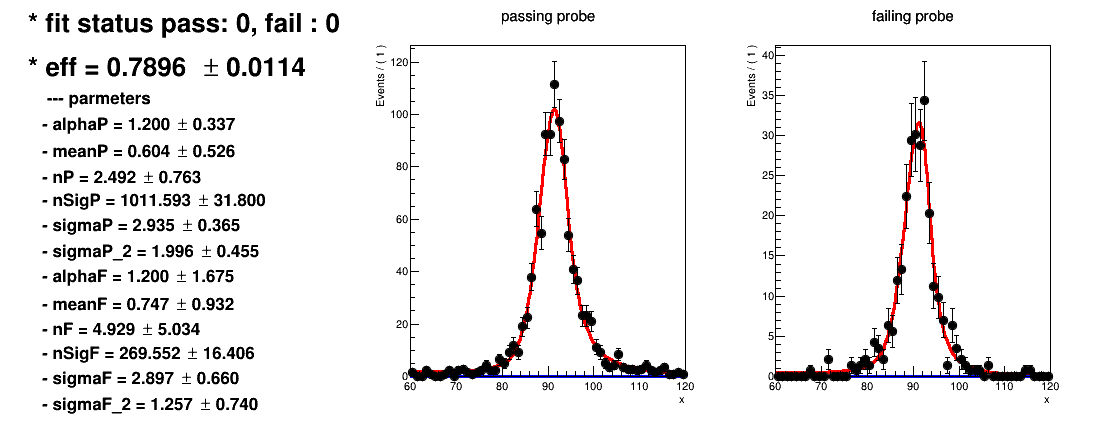 * fit status pass: 0, fail : 0
* eff = 0.7896 ± 0.0114
--- parmeters
- alphaP = 1.200 ± 0.337
- meanP = 0.604 ± 0.526
- nP = 2.492 ± 0.763
- nSigP = 1011.593 ± 31.800
- sigmaP = 2.935 ± 0.365
- sigmaP_2 = 1.996 ± 0.455
- alphaF = 1.200 ± 1.675
- meanF = 0.747 ± 0.932
- nF = 4.929 ± 5.034
- nSigF = 269.552 ± 16.406
- sigmaF = 2.897 ± 0.660
- sigmaF_2 = 1.257 ± 0.740
passing probe
Events / ( 1 )
120
100
80
60
40
20
0
60 70 80 90 100 110 120
x
failing probe
Events / ( 1 )
40
35
30
25
20
15
10
5
0
60 70 80 90 100 110 120
x